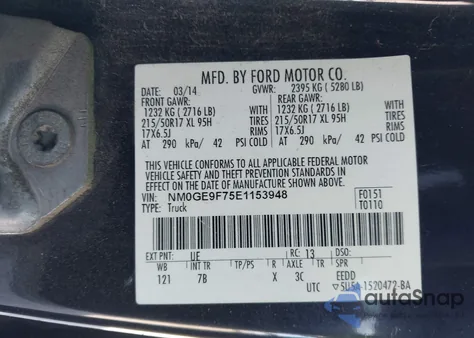 MFD. BY FORD MOTOR CO.
DATE: 03/14 GVWR: 2395 KG ( 5280 LB)
FRONT GAWR: REAR GAWR:
1232 KG ( 2716 LB) 1232 KG ( 2716 LB)
215/50R17 XL 95H TIRES 215/50R17 XL 95H TIRES
17X6.5J RIMS 17X6.5J RIMS
AT 290 kPa/ 42 PSI COLD AT 290 kPa/ 42 PSI COLD
THIS VEHICLE CONFORMS TO ALL APPLICABLE FEDERAL MOTOR
VEHICLE SAFETY AND THEFT PREVENTION STANDARDS IN
EFFECT ON THE DATE OF MANUFACTURE SHOWN ABOVE.
VIN: NM0GE9F75E1153948 F0151
TYPE: Truck T0110
EXT PNT: UE RC: 13 DSO:
WB INT TR TP/PS R AXLE TR SPR
121 7B X 3C EEDD
UTC 5U5A-1520472-BA
autoSnap